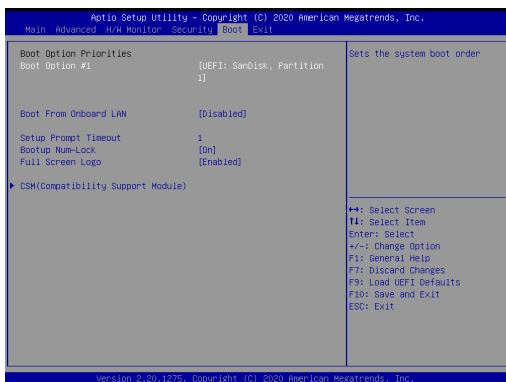 Aptio Setup Utility – Copyright (C) 2020 American Megatrends, Inc.
Main Advanced H/W Monitor Security Boot Exit
Boot Option Priorities
Boot Option #1 [UEFI: SanDisk, Partition 1]
Boot From Onboard LAN [Disabled]
Setup Prompt Timeout 1
Bootup Num-Lock [On]
Full Screen Logo [Enabled]
CSM(Compatibility Support Module)
Sets the system boot order
↔: Select Screen
↑↓: Select Item
Enter: Select
+/-: Change Option
F1: General Help
F7: Discard Changes
F9: Load UEFI Defaults
F10: Save and Exit
ESC: Exit
Version 2.20.1275. Copyright (C) 2020 American Megatrends, Inc.